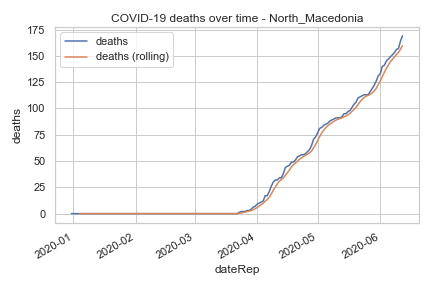 COVID-19 deaths over time - North_Macedonia
175
150
125
100
75
50
25
0
deaths
deaths (rolling)
deaths
2020-01
2020-02
2020-03
2020-04
2020-05
2020-06
dateRep